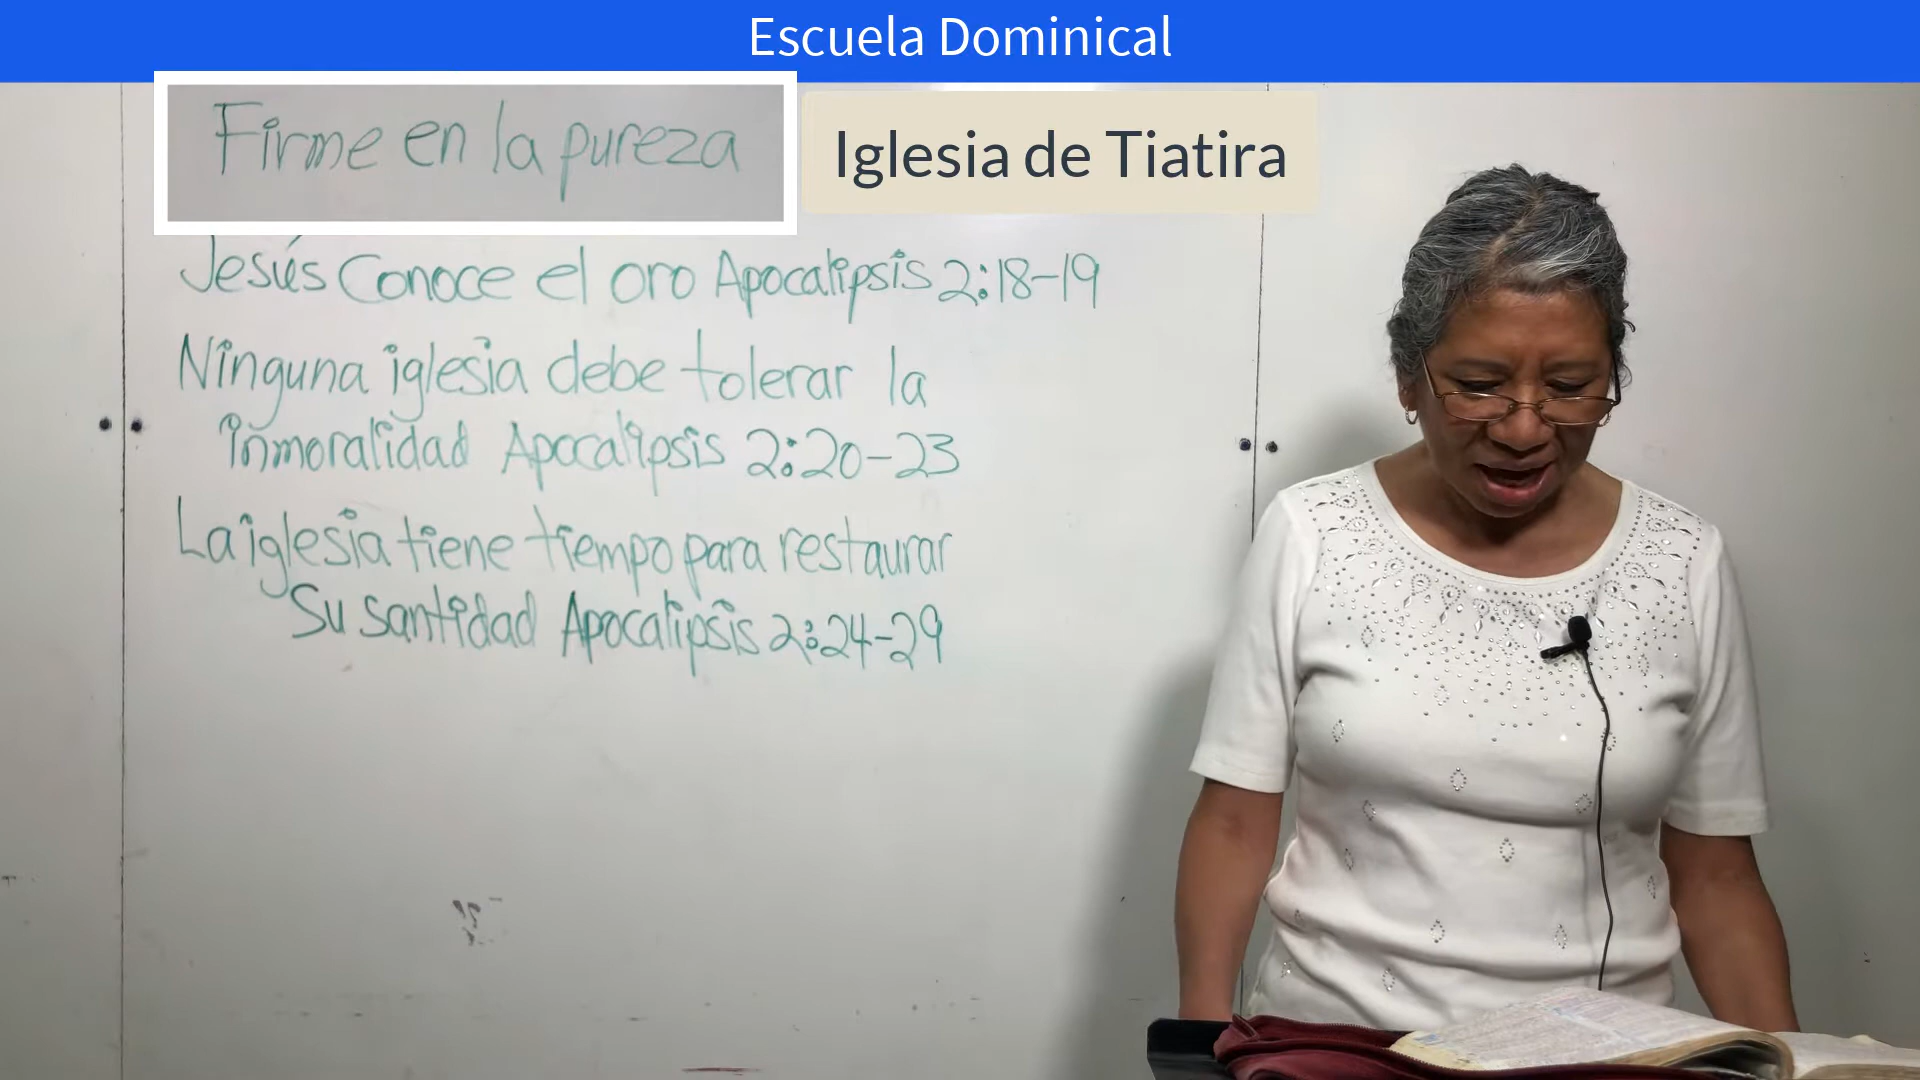 Escuela Dominical
Firme en la pureza
Iglesia de Tiatira
Jesús Conoce el oro Apocalipsis 2:18-19
Ninguna iglesia debe tolerar la
inmoralidad Apocalipsis 2:20-23
La iglesia tiene tiempo para restaurar
Su santidad Apocalipsis 2:24-29